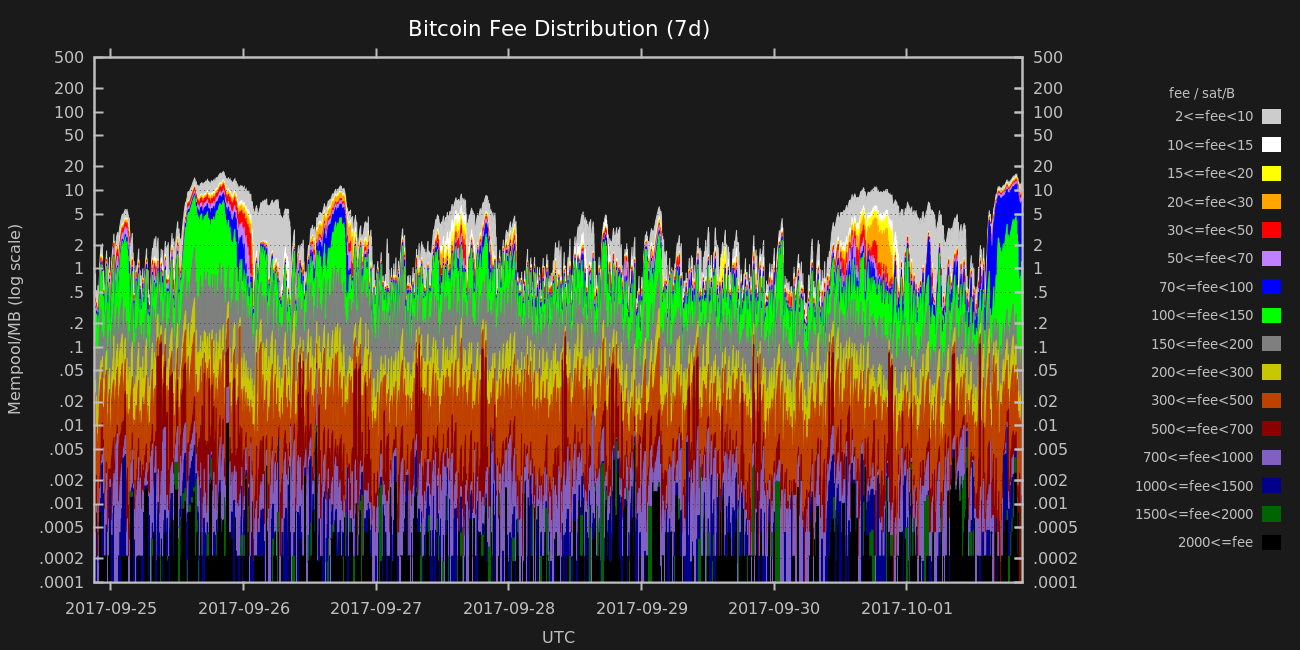 Bitcoin Fee Distribution (7d)
500
200
100
50
20
10
5
2
1
.5
.2
.1
.05
.02
.01
.005
.002
.001
.0005
.0002
.0001
Mempool/MB (log scale)
500
200
100
50
20
10
5
2
1
.5
.2
.1
.05
.02
.01
.005
.002
.001
.0005
.0002
.0001
2017-09-25 2017-09-26 2017-09-27 2017-09-28 2017-09-29 2017-09-30 2017-10-01
UTC
fee / sat/B
2<=fee<10
10<=fee<15
15<=fee<20
20<=fee<30
30<=fee<50
50<=fee<70
70<=fee<100
100<=fee<150
150<=fee<200
200<=fee<300
300<=fee<500
500<=fee<700
700<=fee<1000
1000<=fee<1500
1500<=fee<2000
2000<=fee